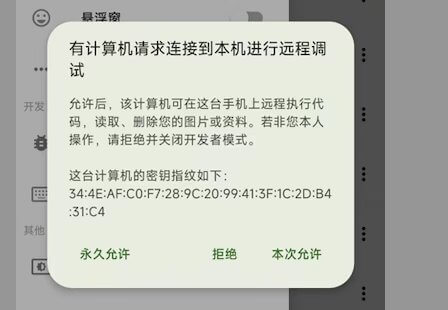 悬浮窗
有计算机请求连接到本机进行远程调
试
开发
允许后，该计算机可在这台手机上远程执行代
码，读取、删除您的图片或资料。若非您本人
操作，请拒绝并关闭开发者模式。
这台计算机的密钥指纹如下：
34:4E:AF:C0:F7:28:9C:20:99:41:3F:1C:2D:B4
:31:C4
其他
永久允许
拒绝
本次允许